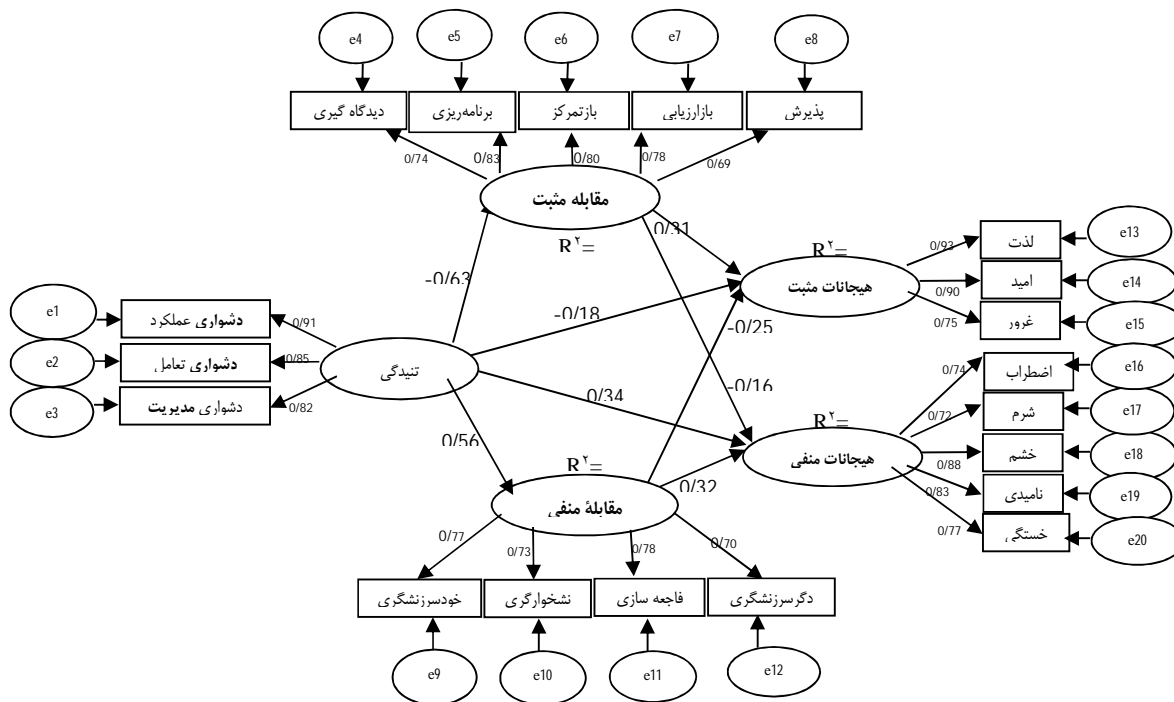 e4
e5
e6
e7
e8
دیدگاه گیری
برنامه‌ریزی
بازتمرکز
بازارزیابی
پذیرش
0/74
0/83
0/80
0/78
0/69
مقابله مثبت
R²=
0/31
-0/63
-0/18
-0/25
-0/16
0/34
0/56
0/32
e1
e2
e3
دشواری عملکرد
دشواری تعامل
دشواری مدیریت
0/91
0/85
0/82
تنیدگی
R²=
هیجانات مثبت
0/93
0/90
0/75
لذت
امید
غرور
e13
e14
e15
R²=
هیجانات منفی
0/74
0/72
0/88
0/83
0/77
اضطراب
شرم
خشم
نامیدی
خستگی
e16
e17
e18
e19
e20
R²=
مقابلۀ منفی
0/77
0/73
0/78
0/70
خودسرزنشگری
نشخوارگری
فاجعه سازی
دگرسرزنشگری
e9
e10
e11
e12